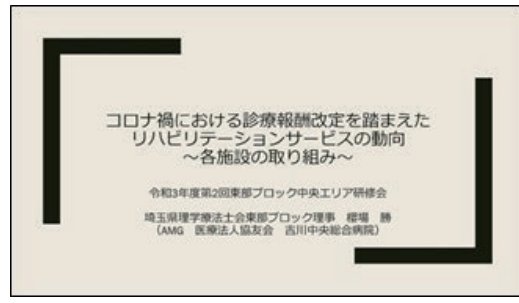 コロナ禍における診療報酬改定を踏まえた
リハビリテーションサービスの動向
～各施設の取り組み～
令和3年度第2回東部ブロック中央エリア研修会
埼玉県理学療法士会東部ブロック理事 櫻場 勝
（AMG 医療法人協友会 吉川中央総合病院）